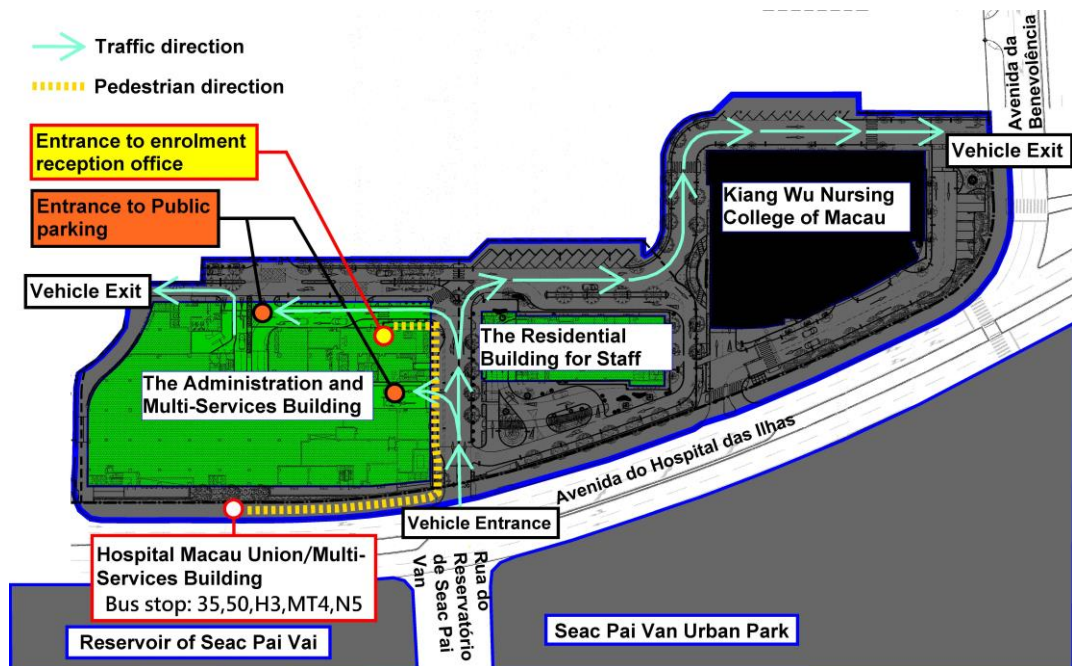 Traffic direction
Pedestrian direction
Entrance to enrolment
reception office
Entrance to Public
parking
Vehicle Exit
The Administration and
Multi-Services Building
The Residential
Building for Staff
Kiang Wu Nursing
College of Macau
Avenida da
Benevolência
Vehicle Exit
Avenida do Hospital das Ilhas
Vehicle Entrance
Hospital Macau Union/Multi-
Services Building
Bus stop: 35,50,H3,MT4,N5
Rua do
Reservatório
de Seac Pai
Van
Reservoir of Seac Pai Vai
Seac Pai Van Urban Park